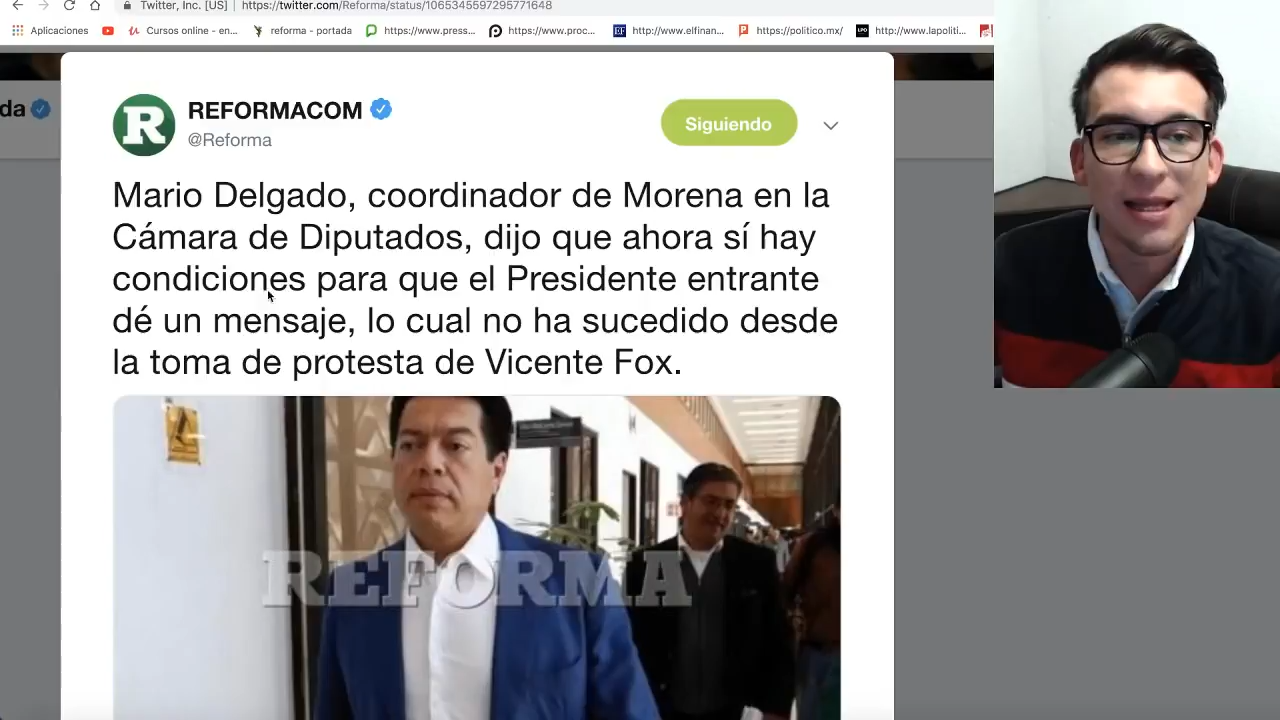 Twitter, Inc. [US] https://twitter.com/Reforma/status/1065345597295771648
Aplicaciones Cursos online - en... reforma - portada https://www.press... https://www.proc... http://www.elfinan... https://politico.mx/ http://www.lapoliti...
da
REFORMACOM
@Reforma
Siguiendo
Mario Delgado, coordinador de Morena en la
Cámara de Diputados, dijo que ahora sí hay
condiciones para que el Presidente entrante
dé un mensaje, lo cual no ha sucedido desde
la toma de protesta de Vicente Fox.
REFORMA